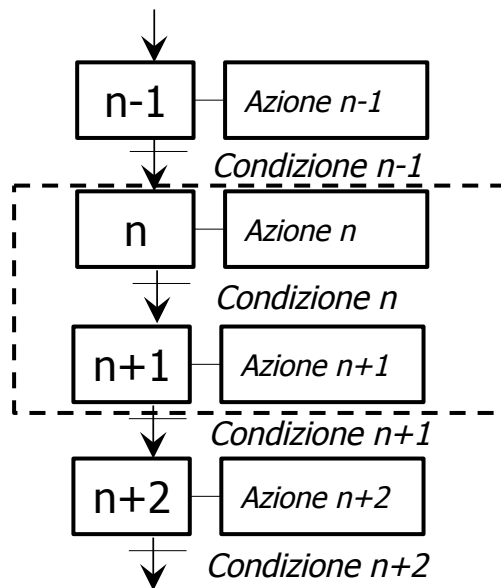 n-1
Azione n-1
Condizione n-1
n
Azione n
Condizione n
n+1
Azione n+1
Condizione n+1
n+2
Azione n+2
Condizione n+2